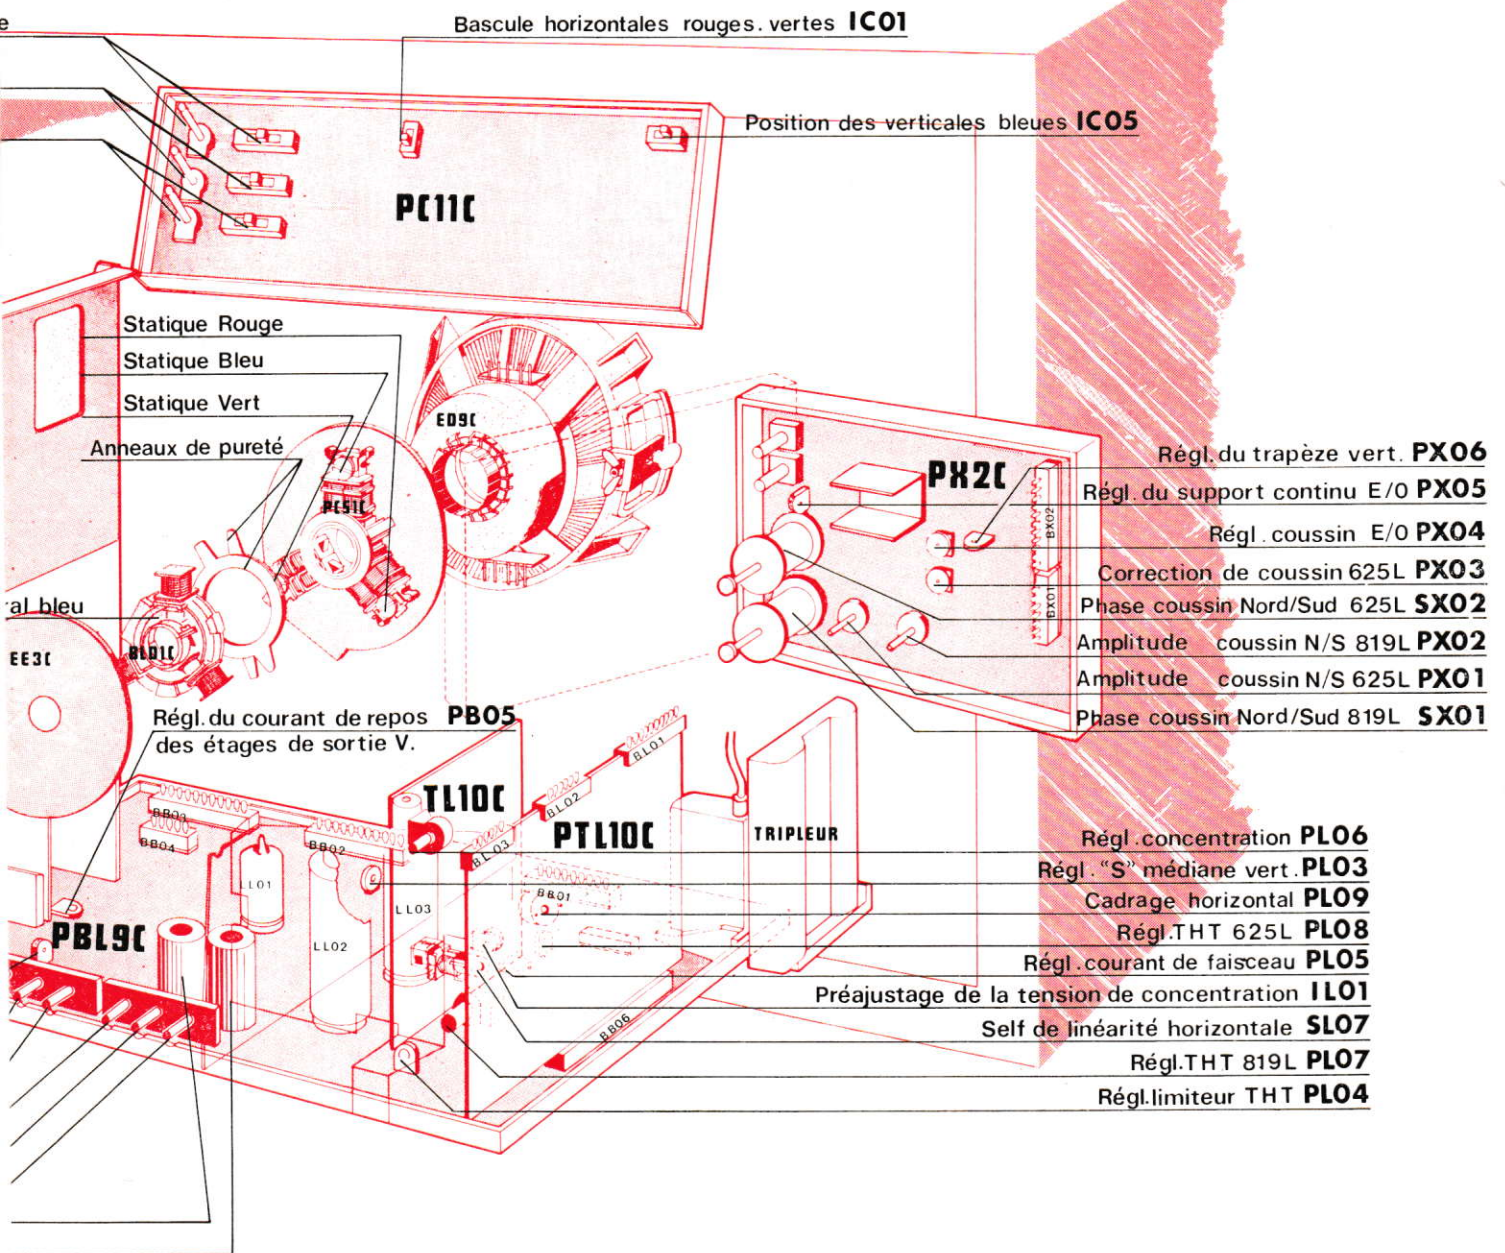 e
Bascule horizontales rouges.vertes IC01
Position des verticales bleues IC05
PC11C
Statique Rouge
Statique Bleu
Statique Vert
Anneaux de pureté
ED9C
PC51C
PX2C
BX02
BX01
Régl.du trapèze vert. PX06
Régl.du support continu E/O PX05
Régl.coussin E/O PX04
Correction de coussin 625L PX03
Phase coussin Nord/Sud 625L SX02
Amplitude coussin N/S 819L PX02
Amplitude coussin N/S 625L PX01
Phase coussin Nord/Sud 819L SX01
ral bleu
EE3C
BL01C
Régl.du courant de repos PB05
des étages de sortie V.
TL10C
PTL10C
TRIPLEUR
BL01
BL02
BL03
BB03
BB04
BB02
BB01
LL01
LL02
LL03
PBL9C
BB06
Régl.concentration PL06
Régl."S" médiane vert.PL03
Cadrage horizontal PL09
Régl.THT 625L PL08
Régl.courant de faisceau PL05
Préajustage de la tension de concentration IL01
Self de linéarité horizontale SL07
Régl.THT 819L PL07
Régl.limiteur THT PL04